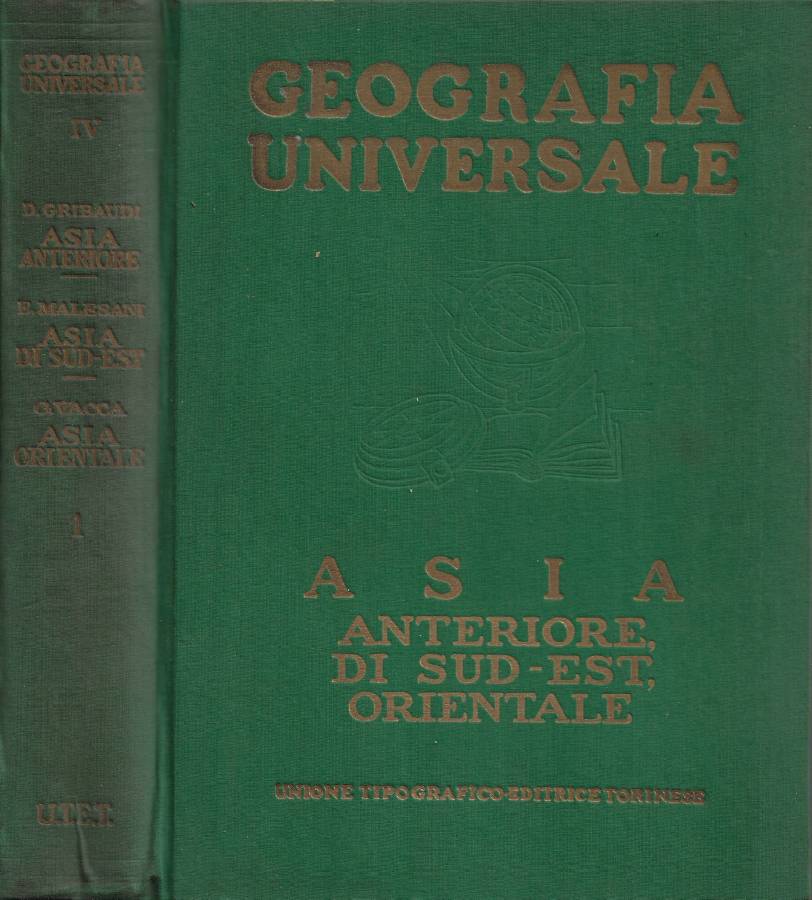 GEOGRAFIA
UNIVERSALE
IV
D. GRIBAUDI
ASIA
ANTERIORE
E. MALESANI
ASIA
DI SUD-EST
G. VACCA
ASIA
ORIENTALE
1
U.T.E.T.
GEOGRAFIA
UNIVERSALE
ASIA
ANTERIORE,
DI SUD-EST,
ORIENTALE
UNIONE TIPOGRAFICO-EDITRICE TORINESE